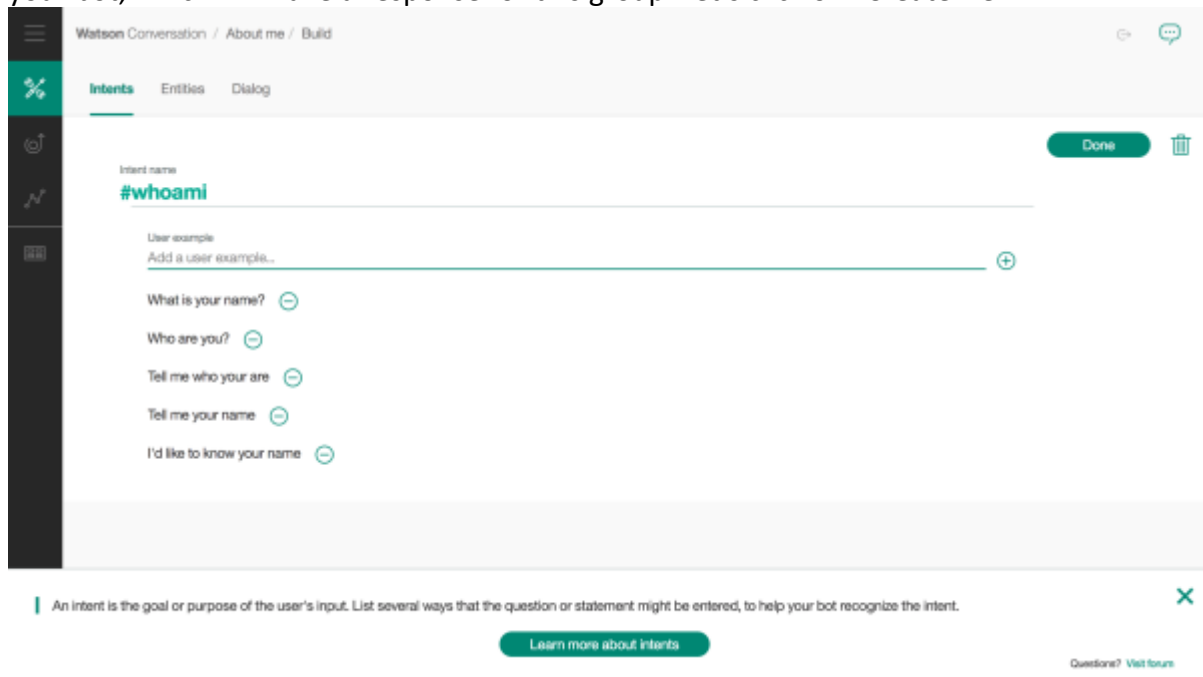 Watson Conversation / About me / Build
Intents Entities Dialog
Done
Intent name
#whoami
User example
Add a user example...
What is your name?
Who are you?
Tell me who your are
Tell me your name
I'd like to know your name
An intent is the goal or purpose of the user's input. List several ways that the question or statement might be entered, to help your bot recognize the intent.
Learn more about intents
Questions? Visit forum